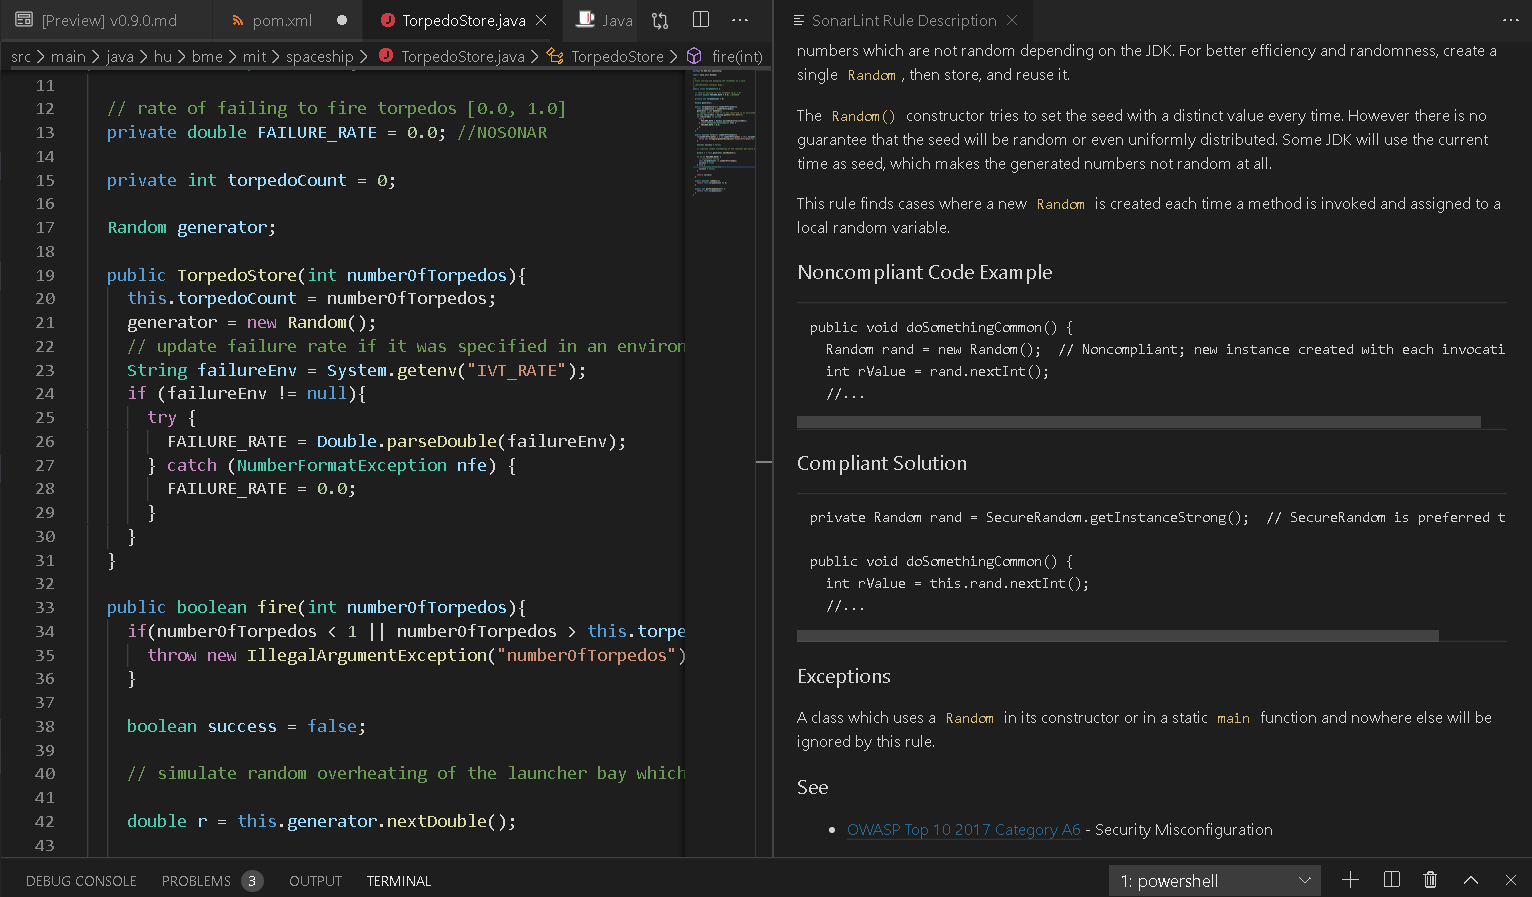 [Preview] v0.9.0.md
pom.xml
TorpedoStore.java
Java
src > main > java > hu > bme > mit > spaceship > TorpedoStore.java > TorpedoStore > fire(int)
11
12 // rate of failing to fire torpedos [0.0, 1.0]
13 private double FAILURE_RATE = 0.0; //NOSONAR
14
15 private int torpedoCount = 0;
16
17 Random generator;
18
19 public TorpedoStore(int numberOfTorpedos){
20 this.torpedoCount = numberOfTorpedos;
21 generator = new Random();
22 // update failure rate if it was specified in an environ
23 String failureEnv = System.getenv("IVT_RATE");
24 if (failureEnv != null){
25 try {
26 FAILURE_RATE = Double.parseDouble(failureEnv);
27 } catch (NumberFormatException nfe) {
28 FAILURE_RATE = 0.0;
29 }
30 }
31 }
32
33 public boolean fire(int numberOfTorpedos){
34 if(numberOfTorpedos < 1 || numberOfTorpedos > this.torpe
35 throw new IllegalArgumentException("numberOfTorpedos")
36 }
37
38 boolean success = false;
39
40 // simulate random overheating of the launcher bay which
41
42 double r = this.generator.nextDouble();
43
SonarLint Rule Description
numbers which are not random depending on the JDK. For better efficiency and randomness, create a
single Random , then store, and reuse it.
The Random() constructor tries to set the seed with a distinct value every time. However there is no
guarantee that the seed will be random or even uniformly distributed. Some JDK will use the current
time as seed, which makes the generated numbers not random at all.
This rule finds cases where a new Random is created each time a method is invoked and assigned to a
local random variable.
Noncompliant Code Example
public void doSomethingCommon() {
Random rand = new Random(); // Noncompliant; new instance created with each invocati
int rValue = rand.nextInt();
//...
Compliant Solution
private Random rand = SecureRandom.getInstanceStrong(); // SecureRandom is preferred t
public void doSomethingCommon() {
int rValue = this.rand.nextInt();
//...
Exceptions
A class which uses a Random in its constructor or in a static main function and nowhere else will be
ignored by this rule.
See
• OWASP Top 10 2017 Category A6 - Security Misconfiguration
DEBUG CONSOLE PROBLEMS 3 OUTPUT TERMINAL
1: powershell